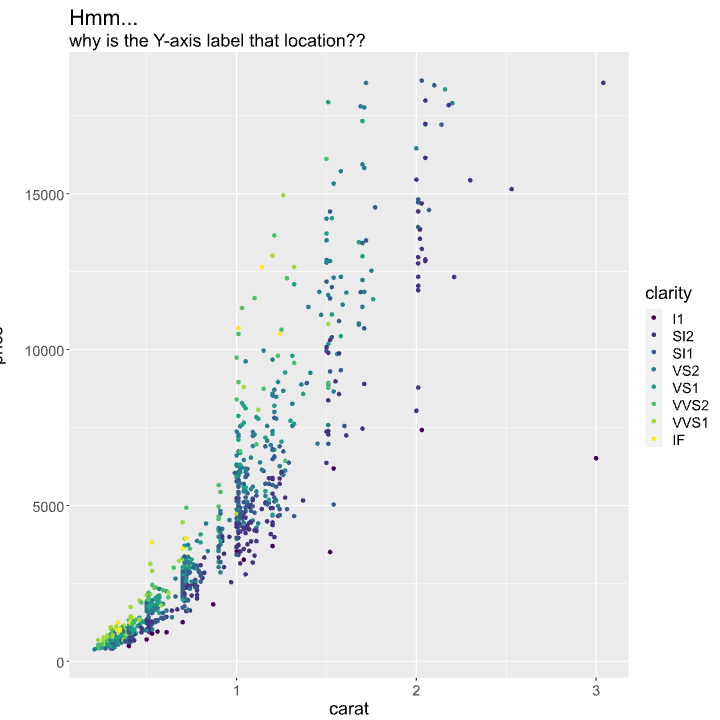 Hmm...
why is the Y-axis label that location??
15000
10000
5000
0
1
2
3
carat
clarity
I1
SI2
SI1
VS2
VS1
VVS2
VVS1
IF